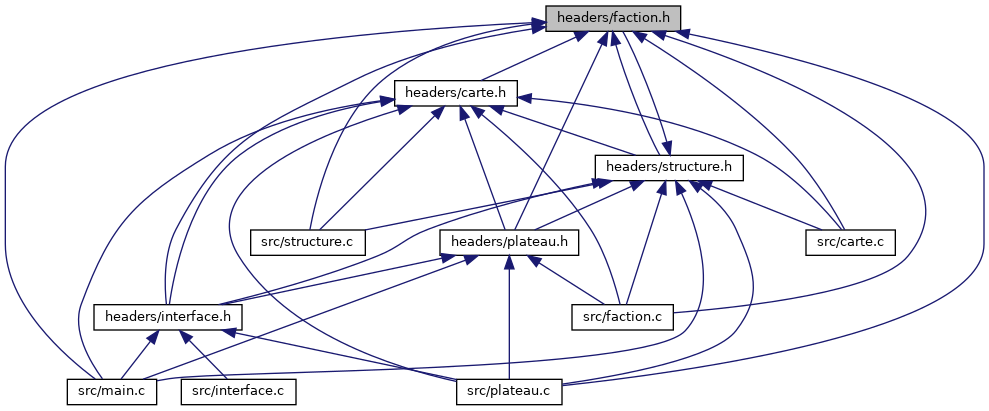 headers/faction.h
headers/carte.h
headers/structure.h
src/structure.c
headers/plateau.h
src/carte.c
headers/interface.h
src/faction.c
src/main.c
src/interface.c
src/plateau.c